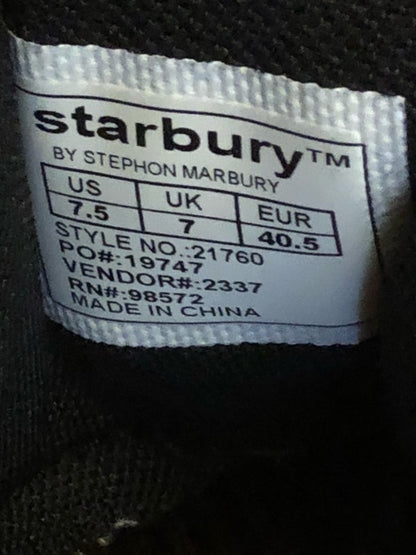 starbury™
BY STEPHON MARBURY
US UK EUR
7.5 7 40.5
STYLE NO.:21760
PO#:19747
VENDOR#:2337
RN#:98572
MADE IN CHINA